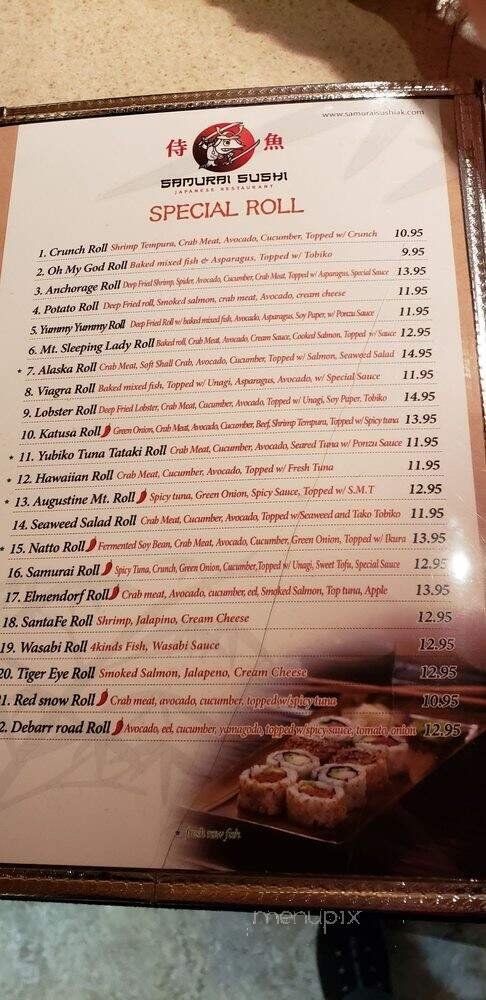 www.samuraisushiak.com
侍 魚
SAMURAI SUSHI
JAPANESE RESTAURANT
SPECIAL ROLL
1. Crunch Roll Shrimp Tempura, Crab Meat, Avocado, Cucumber, Topped w/ Crunch 10.95
2. Oh My God Roll Baked mixed fish & Asparagus, Topped w/ Tobiko 9.95
3. Anchorage Roll Deep Fried Shrimp, Spider, Avocado, Cucumber, Crab Meat, Topped w/ Asparagus, Special Sauce 13.95
4. Potato Roll Deep Fried roll, Smoked salmon, crab meat, Avocado, cream cheese 11.95
5. Yummy Yummy Roll Deep Fried Roll w/ baked mixed fish, Avocado, Asparagus, Soy Paper, w/ Ponzu Sauce 11.95
6. Mt. Sleeping Lady Roll Baked roll, Crab Meat, Avocado, Cream Sauce, Cooked Salmon, Topped w/ Sauce 12.95
* 7. Alaska Roll Crab Meat, Soft Shall Crab, Avocado, Cucumber, Topped w/ Salmon, Seaweed Salad 14.95
8. Viagra Roll Baked mixed fish, Topped w/ Unagi, Asparagus, Avocado, w/ Special Sauce 11.95
9. Lobster Roll Deep Fried Lobster, Crab Meat, Cucumber, Avocado, Topped w/ Unagi, Soy Paper, Tobiko 14.95
10. Katusa Roll Green Onion, Crab Meat, Avocado, Cucumber, Beef, Shrimp Tempura, Topped w/ Spicy tuna 13.95
* 11. Yubiko Tuna Tataki Roll Crab Meat, Cucumber, Avocado, Seared Tuna w/ Ponzu Sauce 11.95
* 12. Hawaiian Roll Crab Meat, Cucumber, Avocado, Topped w/ Fresh Tuna 11.95
* 13. Augustine Mt. Roll Spicy tuna, Green Onion, Spicy Sauce, Topped w/ S.M.T 12.95
14. Seaweed Salad Roll Crab Meat, Cucumber, Avocado, Topped w/Seaweed and Tako Tobiko 11.95
* 15. Natto Roll Fermented Soy Bean, Crab Meat, Avocado, Cucumber, Green Onion, Topped w/ Ikura 13.95
16. Samurai Roll Spicy Tuna, Crunch, Green Onion, Cucumber, Topped w/ Unagi, Sweet Tofu, Special Sauce 12.95
17. Elmendorf Roll Crab meat, Avocado, cucumber, eel, Smoked Salmon, Top tuna, Apple 13.95
18. SantaFe Roll Shrimp, Jalapino, Cream Cheese 12.95
19. Wasabi Roll 4kinds Fish, Wasabi Sauce 12.95
20. Tiger Eye Roll Smoked Salmon, Jalapeno, Cream Cheese 12.95
1. Red snow Roll Crab meat, avocado, cucumber, topped w/spicy tuna 10.95
2. Debarr road Roll Avocado, eel, cucumber, yamagodo, topped w/spicy sauce, tomato, onion 12.95
* fresh raw fish
menupix